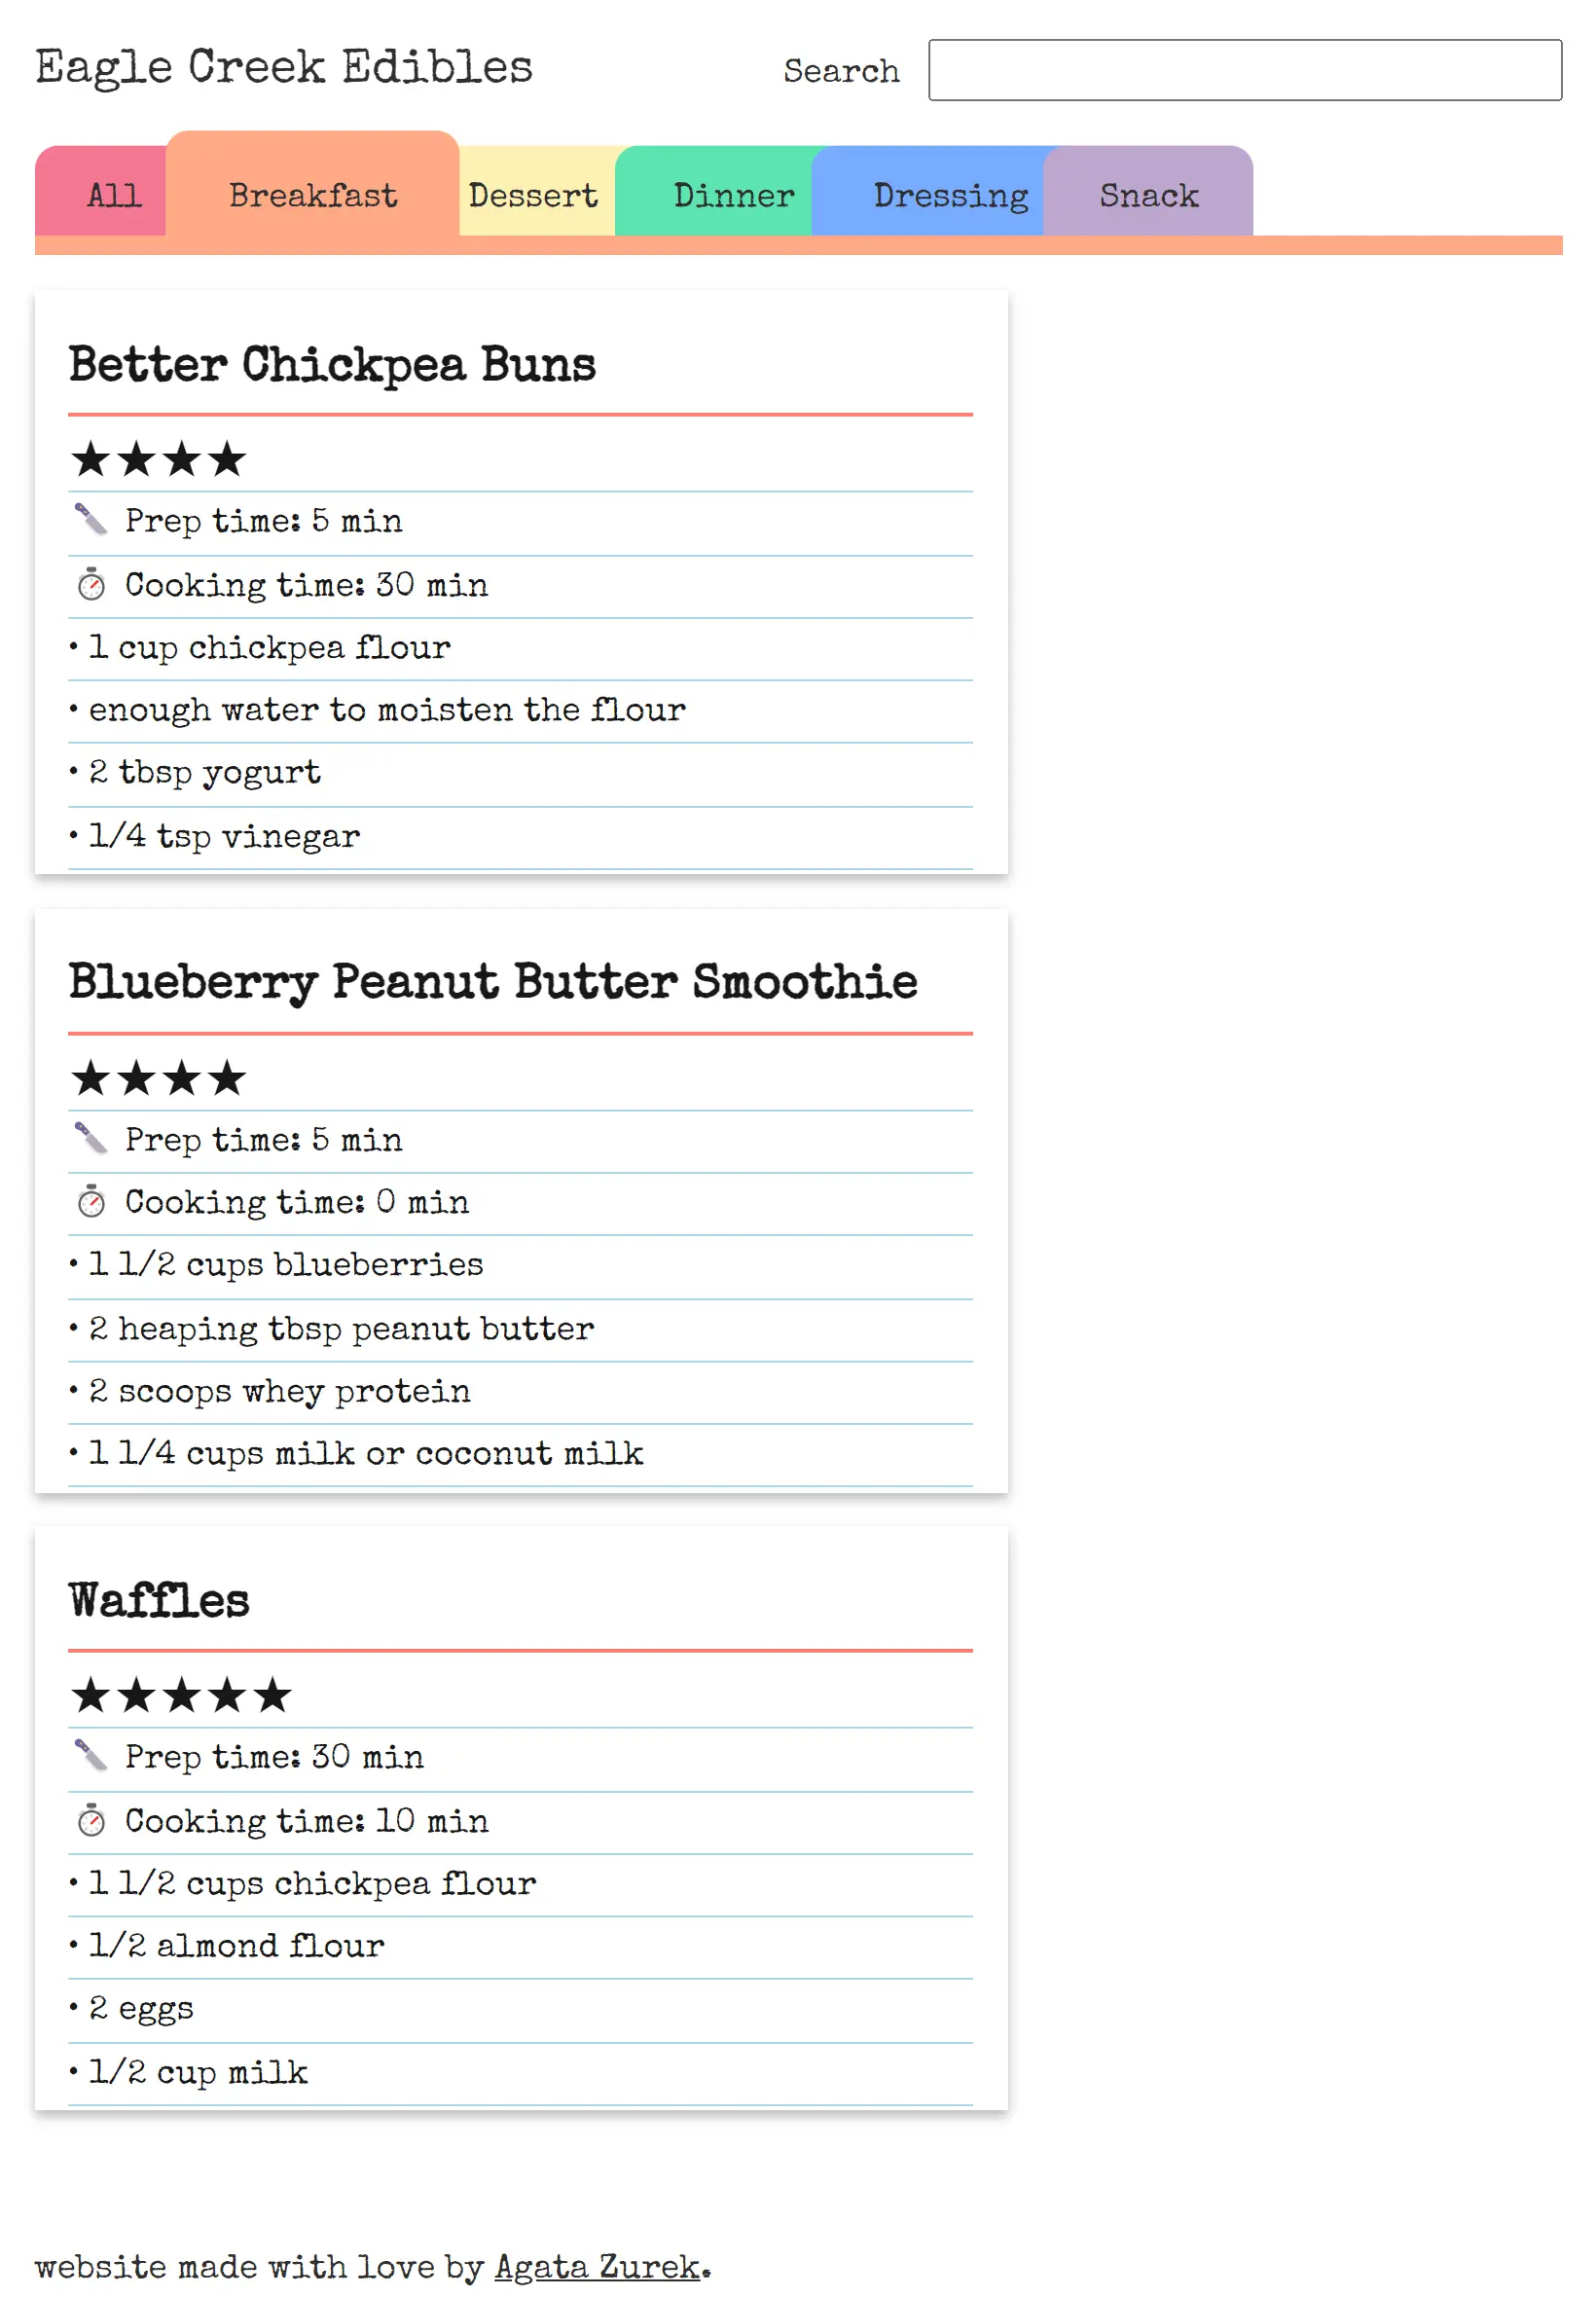 Eagle Creek Edibles
Search
All Breakfast Dessert Dinner Dressing Snack
Better Chickpea Buns
★★★★
Prep time: 5 min
Cooking time: 30 min
• 1 cup chickpea flour
• enough water to moisten the flour
• 2 tbsp yogurt
• 1/4 tsp vinegar
Blueberry Peanut Butter Smoothie
★★★★
Prep time: 5 min
Cooking time: 0 min
• 1 1/2 cups blueberries
• 2 heaping tbsp peanut butter
• 2 scoops whey protein
• 1 1/4 cups milk or coconut milk
Waffles
★★★★★
Prep time: 30 min
Cooking time: 10 min
• 1 1/2 cups chickpea flour
• 1/2 almond flour
• 2 eggs
• 1/2 cup milk
website made with love by Agata Zurek.